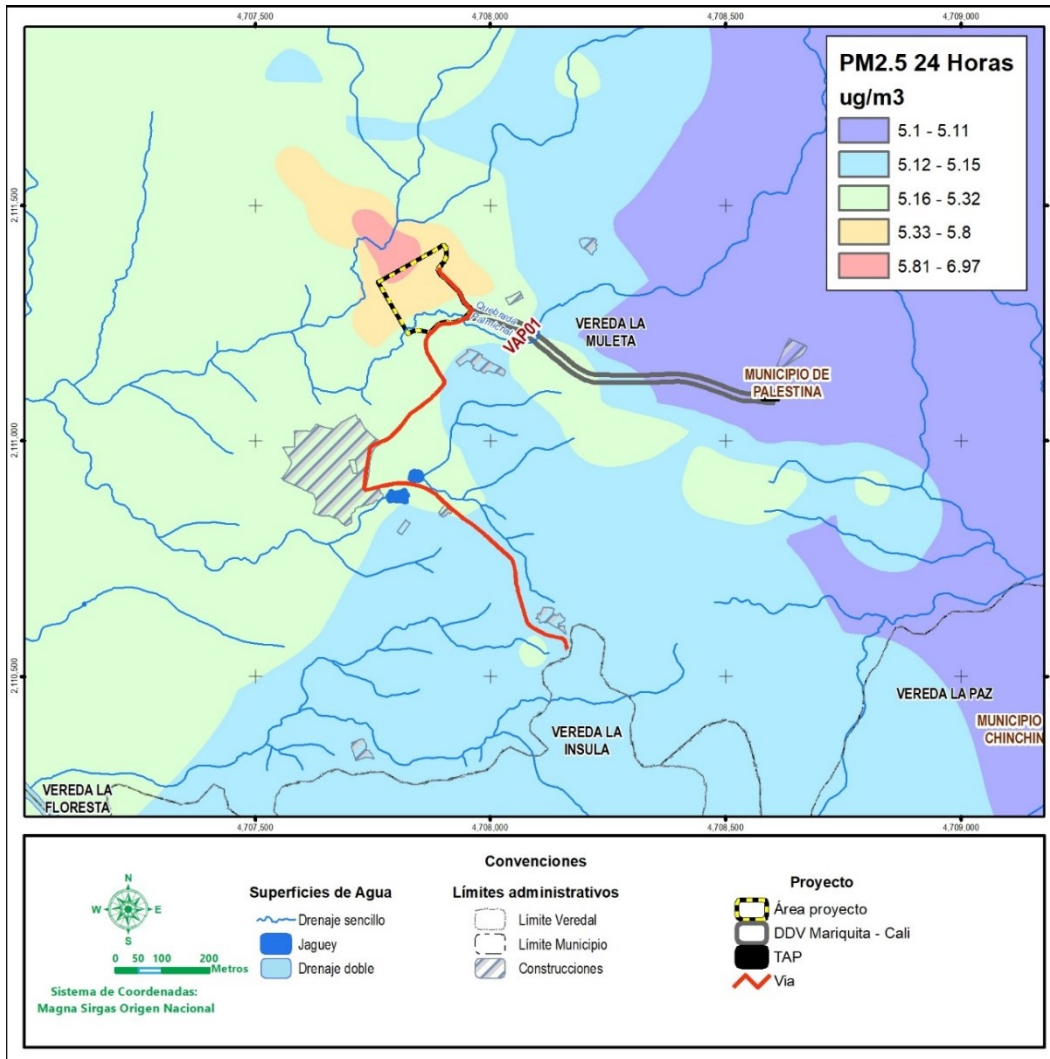 4,707,500
4,708,000
4,708,500
4,709,000
PM2.5 24 Horas
ug/m3
5.1 - 5.11
5.12 - 5.15
5.16 - 5.32
5.33 - 5.8
5.81 - 6.97
2,111,500
2,111,000
2,110,500
Quebrada
VAP01
VEREDA LA
MULETA
MUNICIPIO DE
PALESTINA
VEREDA LA PAZ
MUNICIPIO
CHINCHIN
VEREDA LA
INSULA
VEREDA LA
FLORESTA
4,707,500
4,708,000
4,708,500
4,709,000
Convenciones
N
W
E
S
0 50 100 200
Metros
Sistema de Coordenadas:
Magna Sirgas Origen Nacional
Superficies de Agua
Drenaje sencillo
Jaguey
Drenaje doble
Límites administrativos
Límite Veredal
Límite Municipio
Construcciones
Proyecto
Área proyecto
DDV Mariquita - Cali
TAP
Via